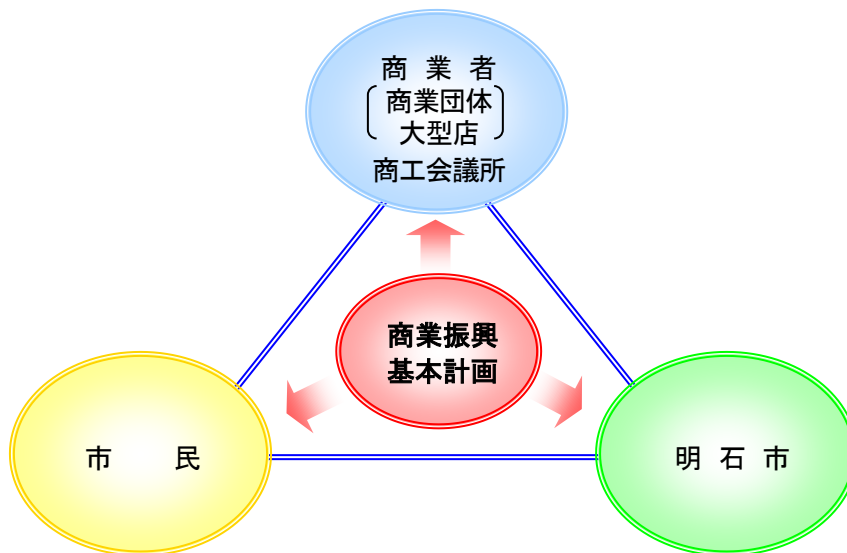 商業者
商業団体
大型店
商工会議所
商業振興
基本計画
市民
明石市